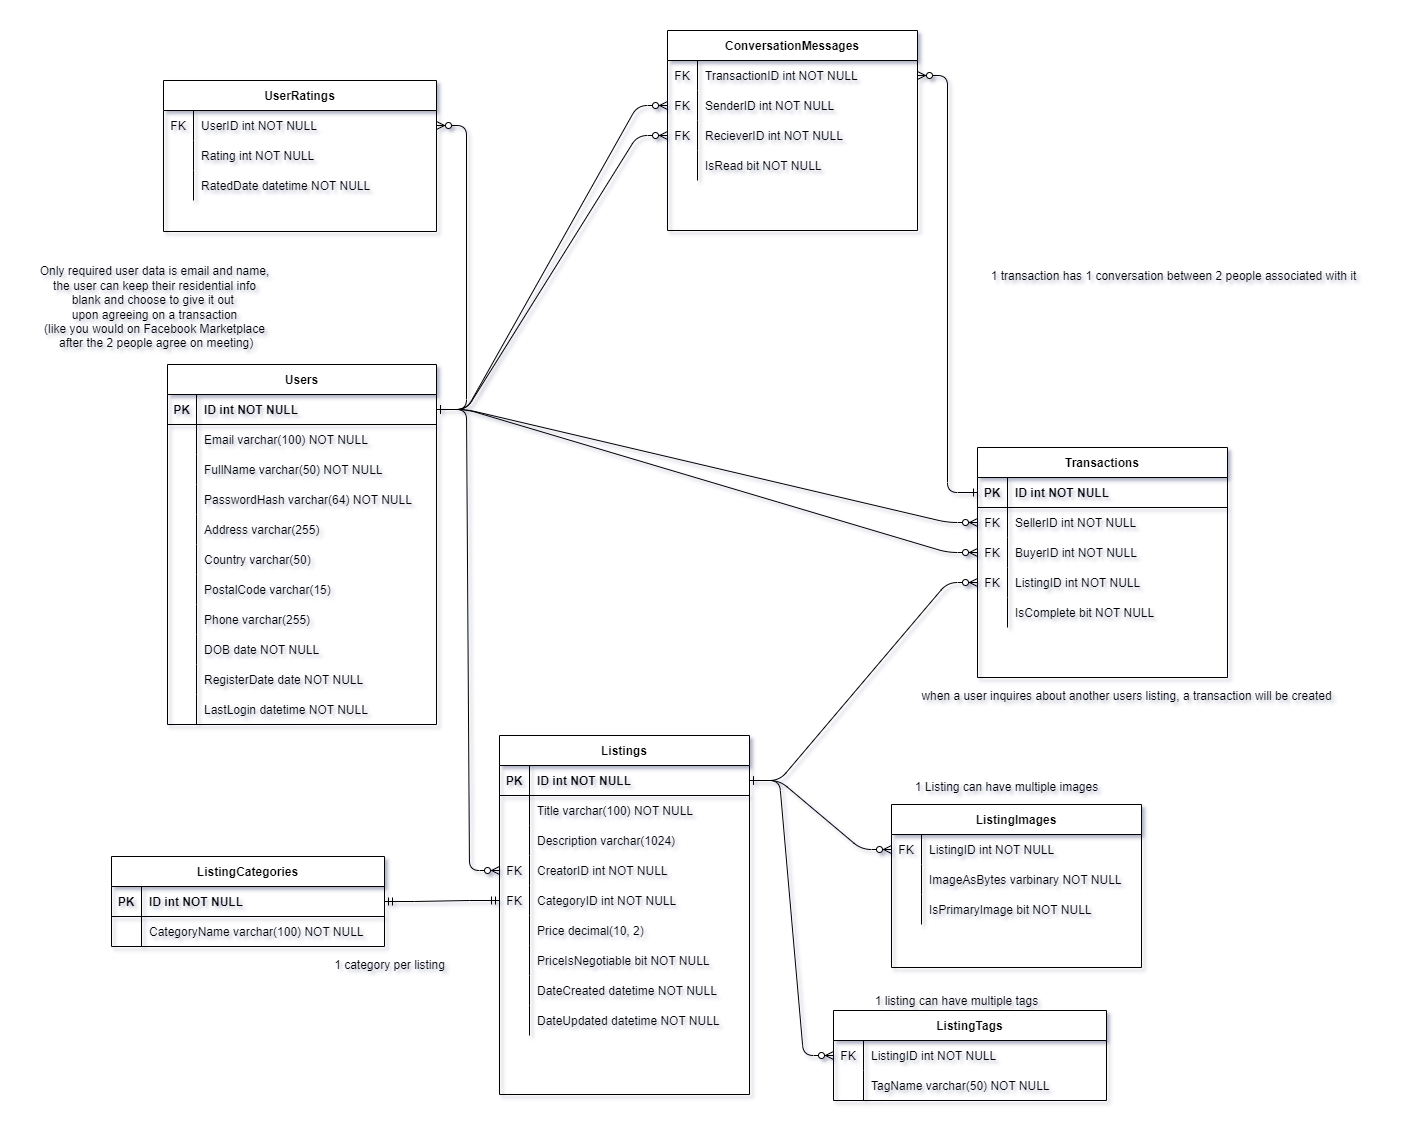 ConversationMessages
FK TransactionID int NOT NULL
FK SenderID int NOT NULL
FK RecieverID int NOT NULL
IsRead bit NOT NULL
UserRatings
FK UserID int NOT NULL
Rating int NOT NULL
RatedDate datetime NOT NULL
Only required user data is email and name,
the user can keep their residential info
blank and choose to give it out
upon agreeing on a transaction
(like you would on Facebook Marketplace
after the 2 people agree on meeting)
1 transaction has 1 conversation between 2 people associated with it
Users
PK ID int NOT NULL
Email varchar(100) NOT NULL
FullName varchar(50) NOT NULL
PasswordHash varchar(64) NOT NULL
Address varchar(255)
Country varchar(50)
PostalCode varchar(15)
Phone varchar(255)
DOB date NOT NULL
RegisterDate date NOT NULL
LastLogin datetime NOT NULL
Transactions
PK ID int NOT NULL
FK SellerID int NOT NULL
FK BuyerID int NOT NULL
FK ListingID int NOT NULL
IsComplete bit NOT NULL
when a user inquires about another users listing, a transaction will be created
Listings
PK ID int NOT NULL
Title varchar(100) NOT NULL
Description varchar(1024)
FK CreatorID int NOT NULL
FK CategoryID int NOT NULL
Price decimal(10, 2)
PriceIsNegotiable bit NOT NULL
DateCreated datetime NOT NULL
DateUpdated datetime NOT NULL
ListingCategories
PK ID int NOT NULL
CategoryName varchar(100) NOT NULL
1 category per listing
1 Listing can have multiple images
ListingImages
FK ListingID int NOT NULL
ImageAsBytes varbinary NOT NULL
IsPrimaryImage bit NOT NULL
1 listing can have multiple tags
ListingTags
FK ListingID int NOT NULL
TagName varchar(50) NOT NULL